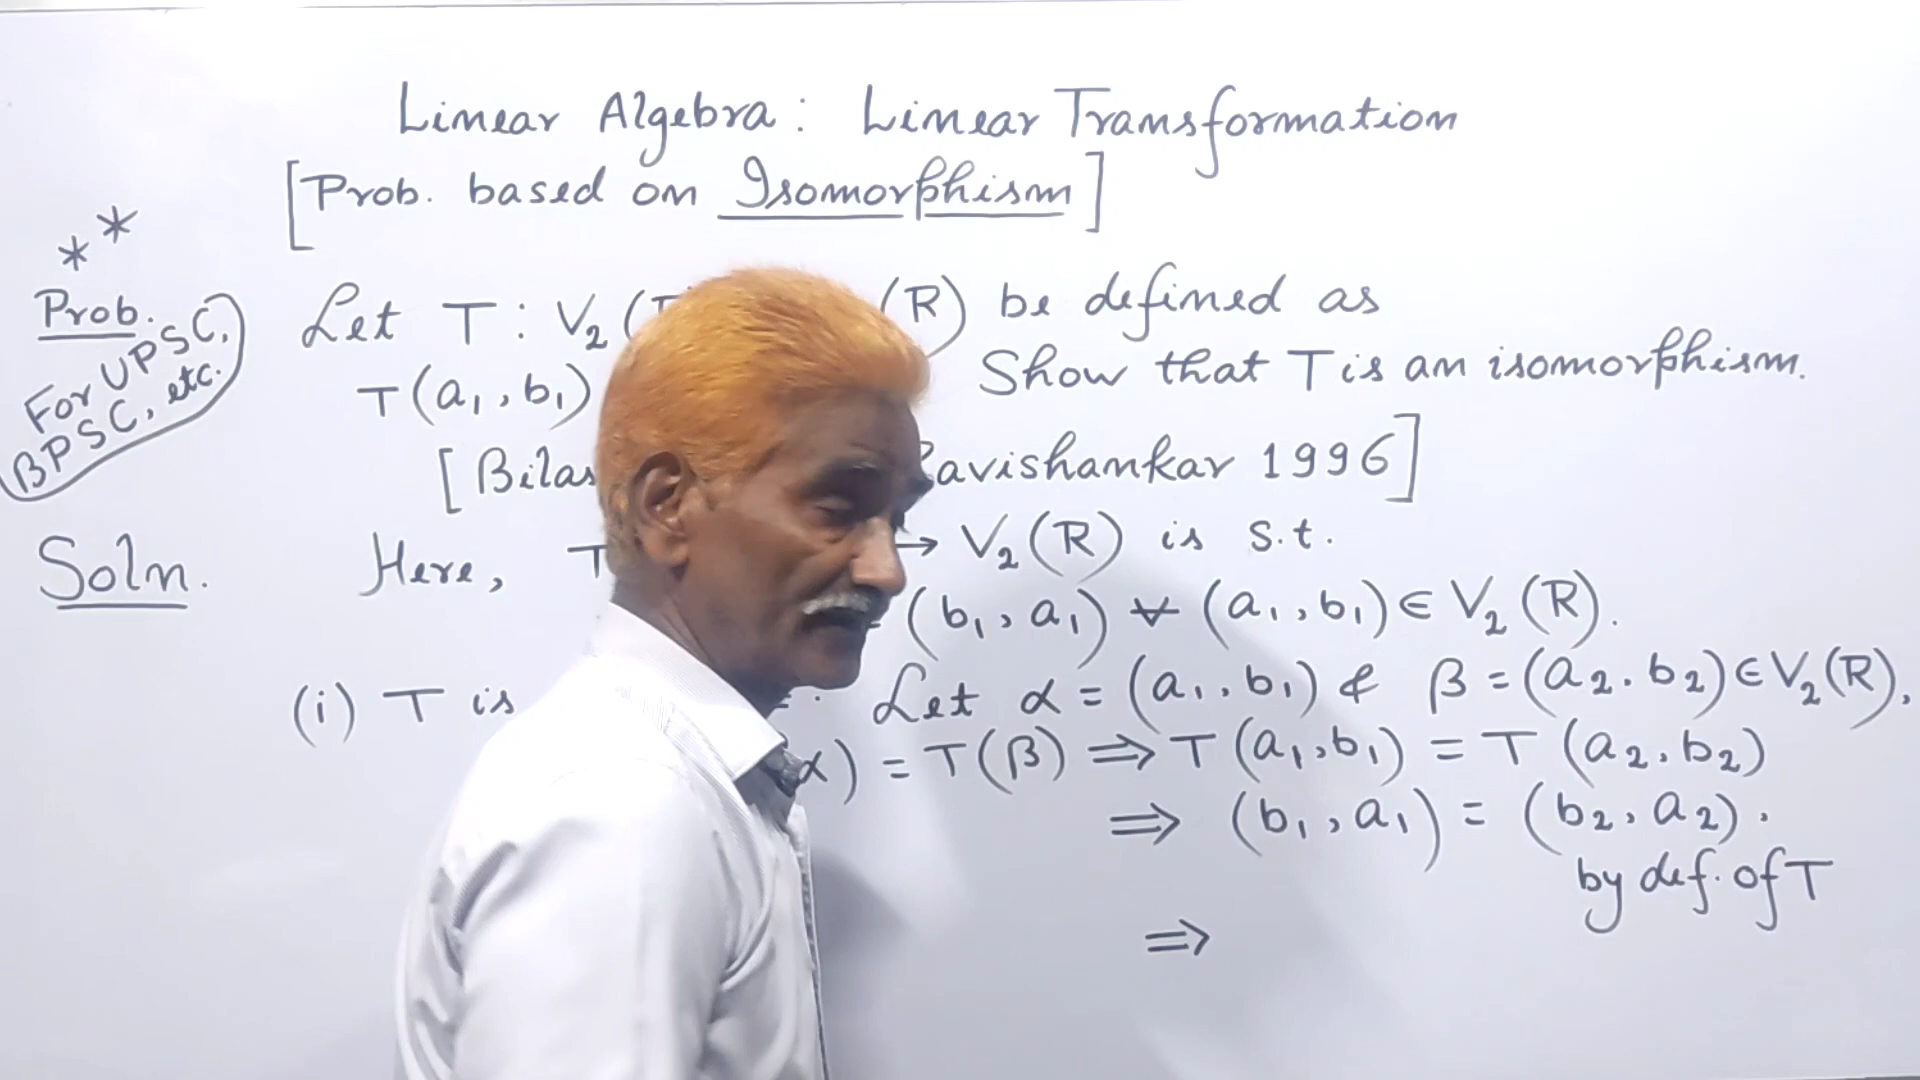 Linear Algebra: Linear Transformation
[Prob. based on Isomorphism]
**
Prob.
For UPSC,
BPSC, etc.
Let T: V₂ (R) be defined as
T(a₁, b₁) Show that T is an isomorphism.
[Bilas Ravishankar 1996]
Soln. Here, T → V₂(R) is s.t.
= (b₁, a₁) ∀ (a₁, b₁) ∈ V₂(R).
(i) T is : Let α = (a₁, b₁) & β = (a₂, b₂) ∈ V₂(R),
α) = T(β) ⇒ T(a₁, b₁) = T(a₂, b₂)
⇒ (b₁, a₁) = (b₂, a₂).
by def. of T
⇒